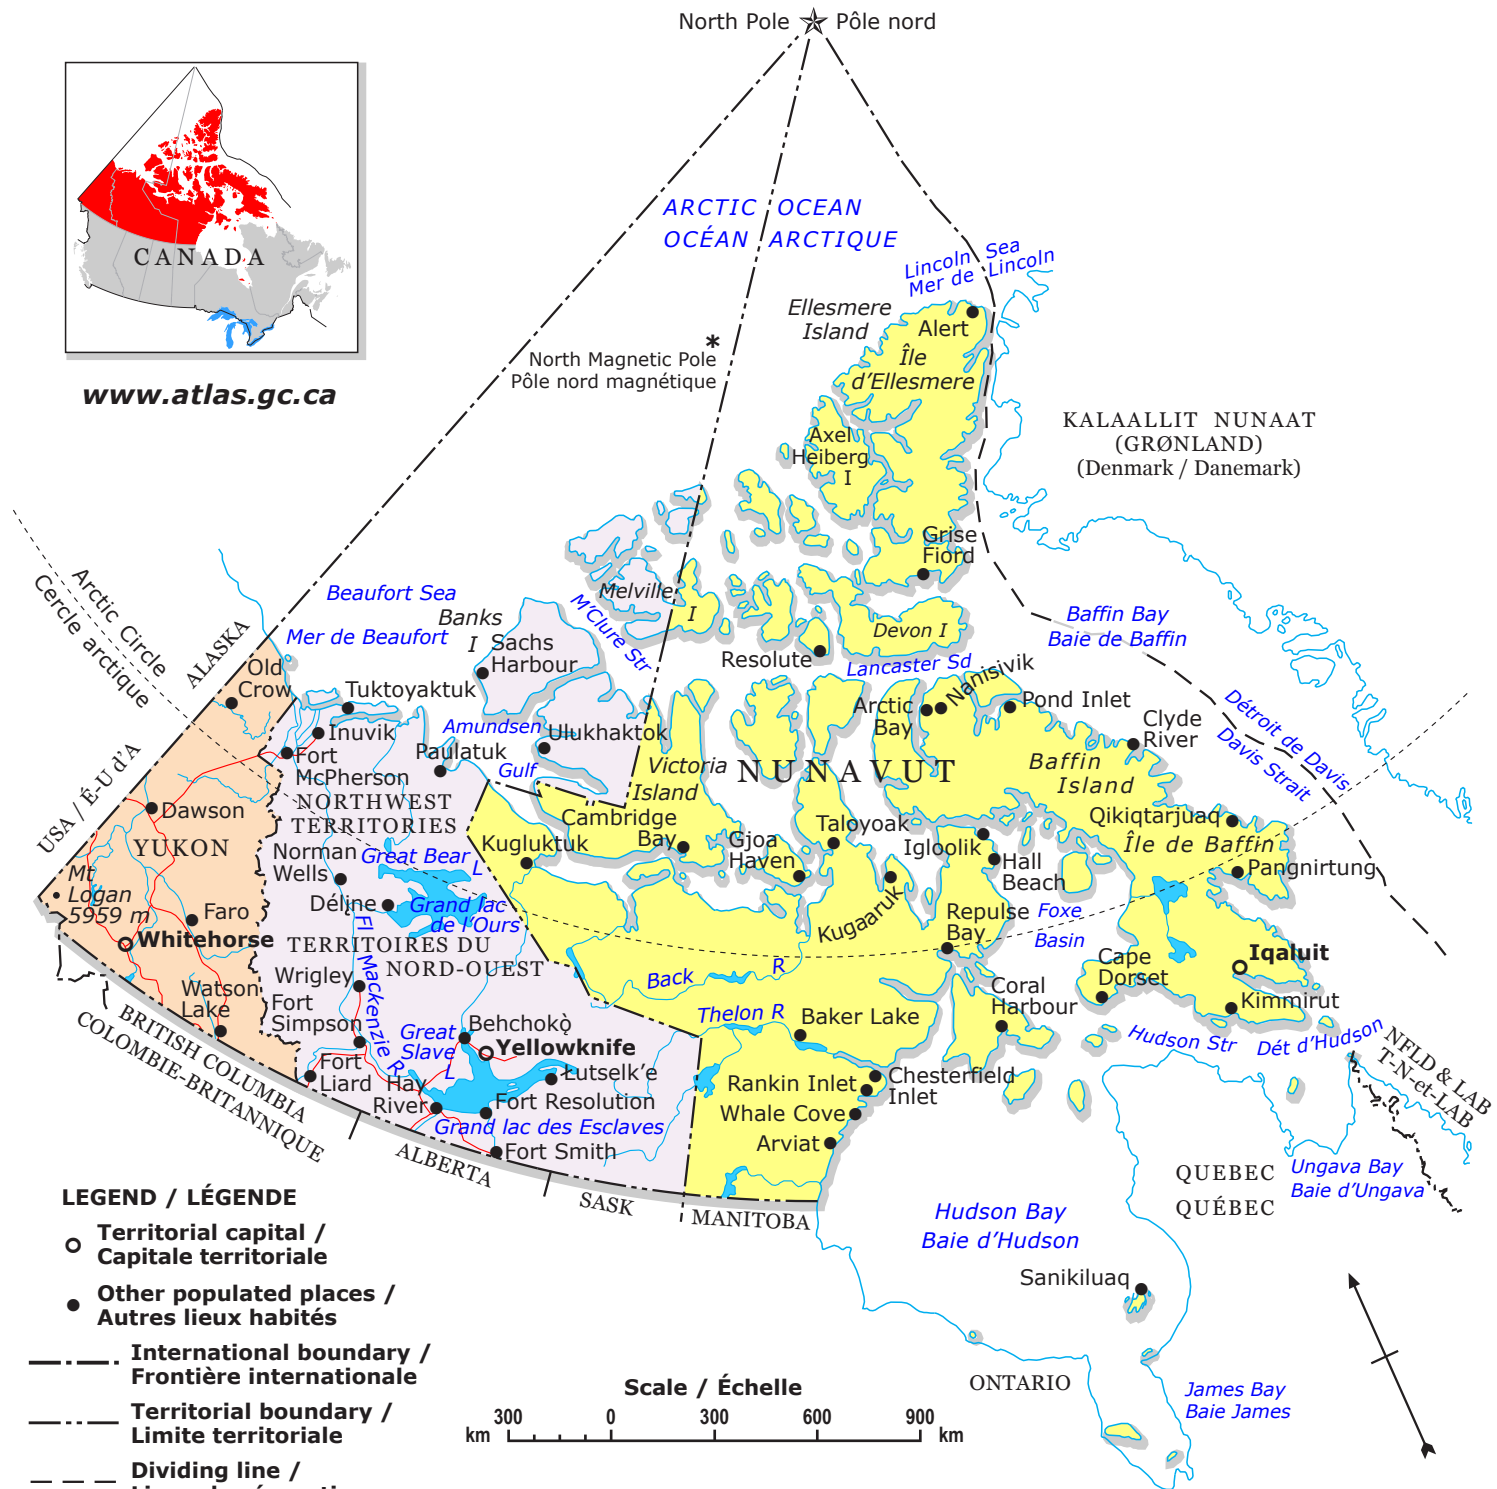 North Pole Pôle nord
CANADA
www.atlas.gc.ca
ARCTIC OCEAN
OCÉAN ARCTIQUE
Lincoln Sea
Mer de Lincoln
Ellesmere
Island
Alert
Île
d'Ellesmere
*
North Magnetic Pole
Pôle nord magnétique
Axel
Heiberg
I
KALAALLIT NUNAAT
(GRØNLAND)
(Denmark / Danemark)
Grise
Fiord
Arctic Circle
Cercle arctique
Beaufort Sea
Mer de Beaufort
Banks
I
Sachs
Harbour
Melville
I
M'Clure Str
Devon I
Baffin Bay
Baie de Baffin
Resolute
Lancaster Sd
ALASKA
USA / É-U d'A
Old
Crow
Tuktoyaktuk
Inuvik
Fort
McPherson
Amundsen
Gulf
Paulatuk
Ulukhaktok
Arctic
Bay
Nanisivik
Pond Inlet
Clyde
River
Détroit de Davis
Davis Strait
Victoria
Island
NUNAVUT
Baffin
Island
Dawson
NORTHWEST
TERRITORIES
YUKON
Norman
Wells
Great Bear
L
Kugluktuk
Cambridge
Bay
Gjoa
Haven
Taloyoak
Igloolik
Hall
Beach
Qikiqtarjuaq
Île de Baffin
Pangnirtung
Mt
Logan
5959 m
Déline
Grand lac
de l'Ours
Faro
Whitehorse
TERRITOIRES DU
NORD-OUEST
Fl Mackenzie R
Kugaaruk
Repulse
Bay
Foxe
Basin
Iqaluit
Cape
Dorset
Wrigley
Back R
Watson
Lake
Fort
Simpson
Thelon R
Coral
Harbour
Kimmirut
Baker Lake
Great
Slave
L
Behchokǫ̀
Yellowknife
Łutselk'e
Hudson Str
Dét d'Hudson
NFLD & LAB
T-N-et-LAB
BRITISH COLUMBIA
COLOMBIE-BRITANNIQUE
Fort
Liard
Hay
River
Fort Resolution
Grand lac des Esclaves
Fort Smith
Rankin Inlet
Chesterfield
Inlet
Whale Cove
Arviat
ALBERTA
SASK
MANITOBA
QUEBEC
QUÉBEC
Ungava Bay
Baie d'Ungava
Hudson Bay
Baie d'Hudson
Sanikiluaq
ONTARIO
James Bay
Baie James
LEGEND / LÉGENDE
Territorial capital /
Capitale territoriale
Other populated places /
Autres lieux habités
International boundary /
Frontière internationale
Territorial boundary /
Limite territoriale
Dividing line /
Scale / Échelle
300 0 300 600 900
km km